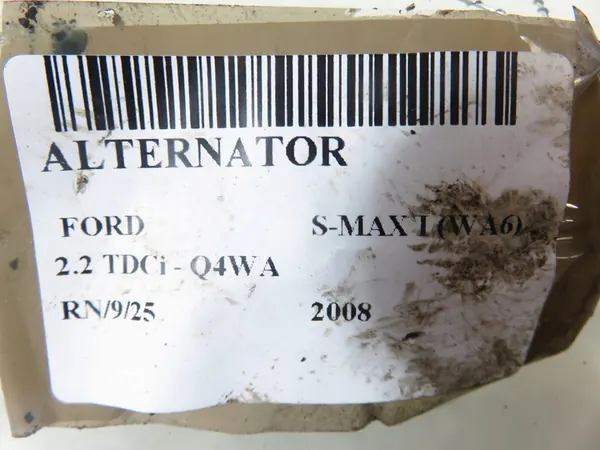 ALTERNATOR
FORD S-MAX I (WA6)
2.2 TDCi - Q4WA
RN/9/25 2008